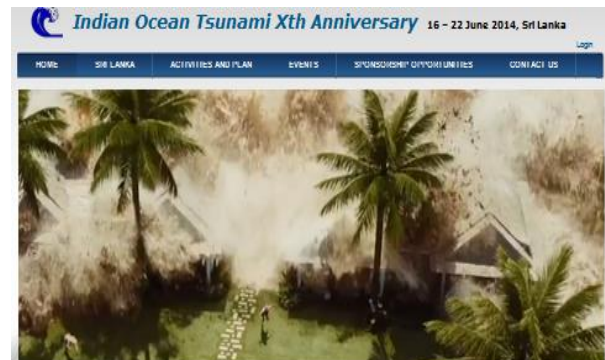 Indian Ocean Tsunami Xth Anniversary 16 – 22 June 2014, Sri Lanka
Login
HOME SRI LANKA ACTIVITIES AND PLAN EVENTS SPONSORSHIP OPPORTUNITIES CONTACT US